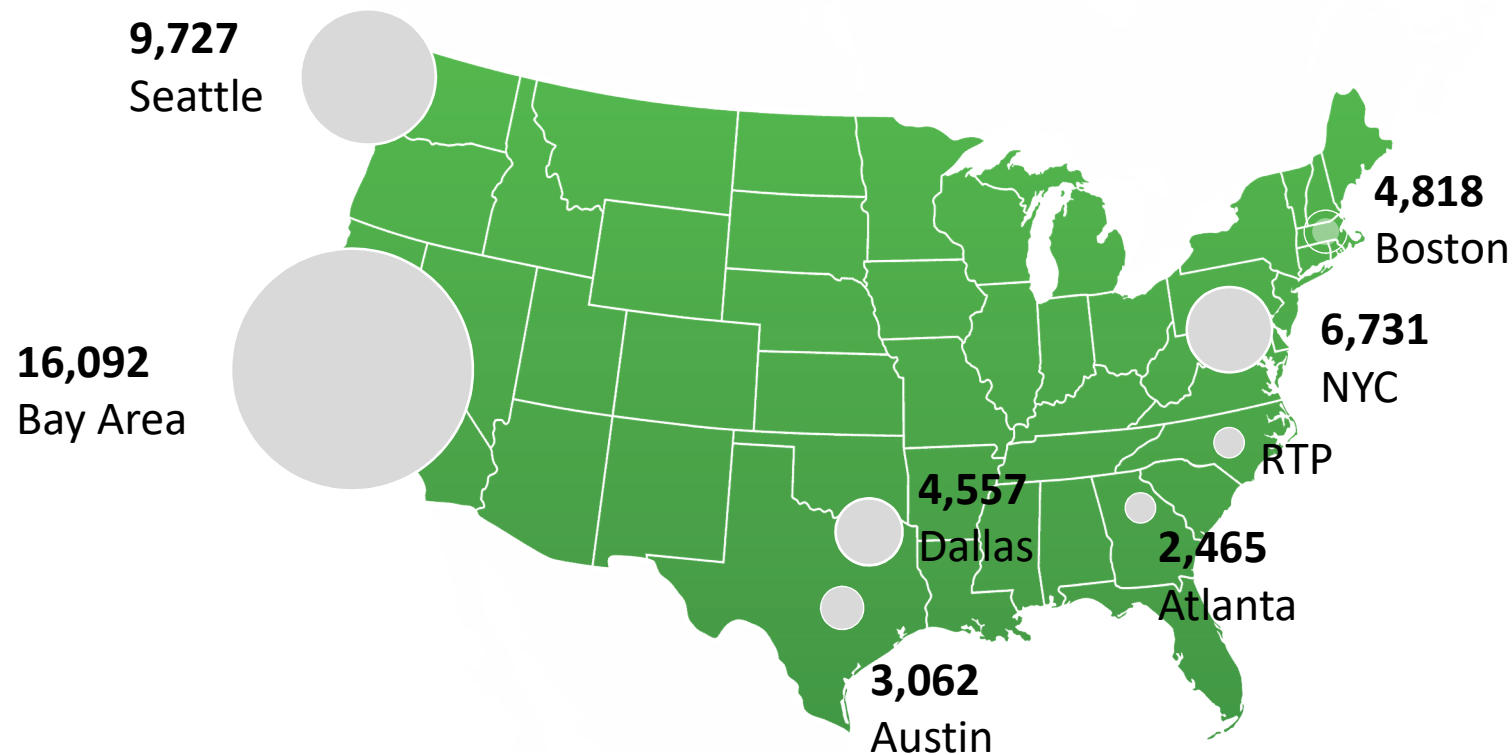 9,727
Seattle
4,818
Boston
16,092
Bay Area
6,731
NYC
RTP
4,557
Dallas
2,465
Atlanta
3,062
Austin